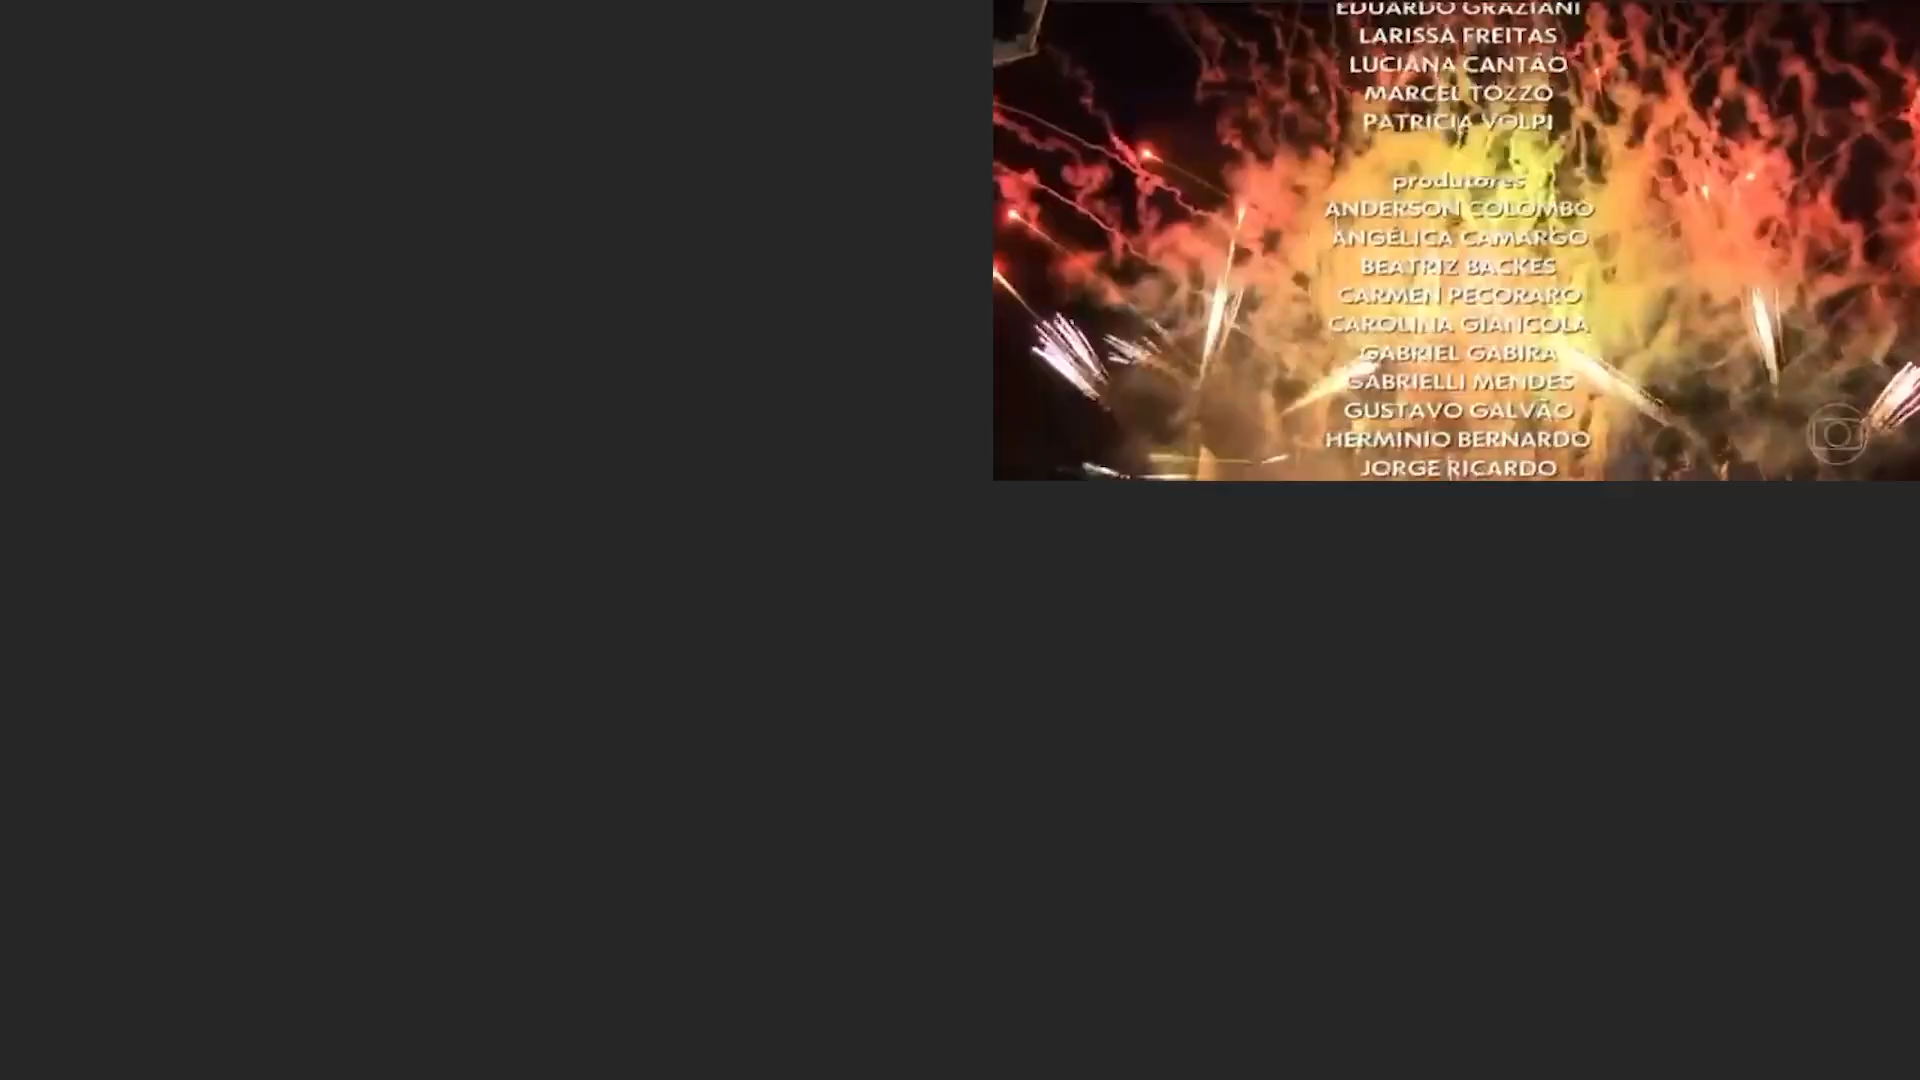 EDUARDO GRAZIANI
LARISSA FREITAS
LUCIANA CANTÃO
MARCEL TOZZO
PATRICIA VOLPI
produtores
ANDERSON COLOMBO
ANGÉLICA CAMARGO
BEATRIZ BACKES
CARMEN PECORARO
CAROLINA GIANCOLA
GABRIEL GABIRA
GABRIELLI MENDES
GUSTAVO GALVÃO
HERMINIO BERNARDO
JORGE RICARDO